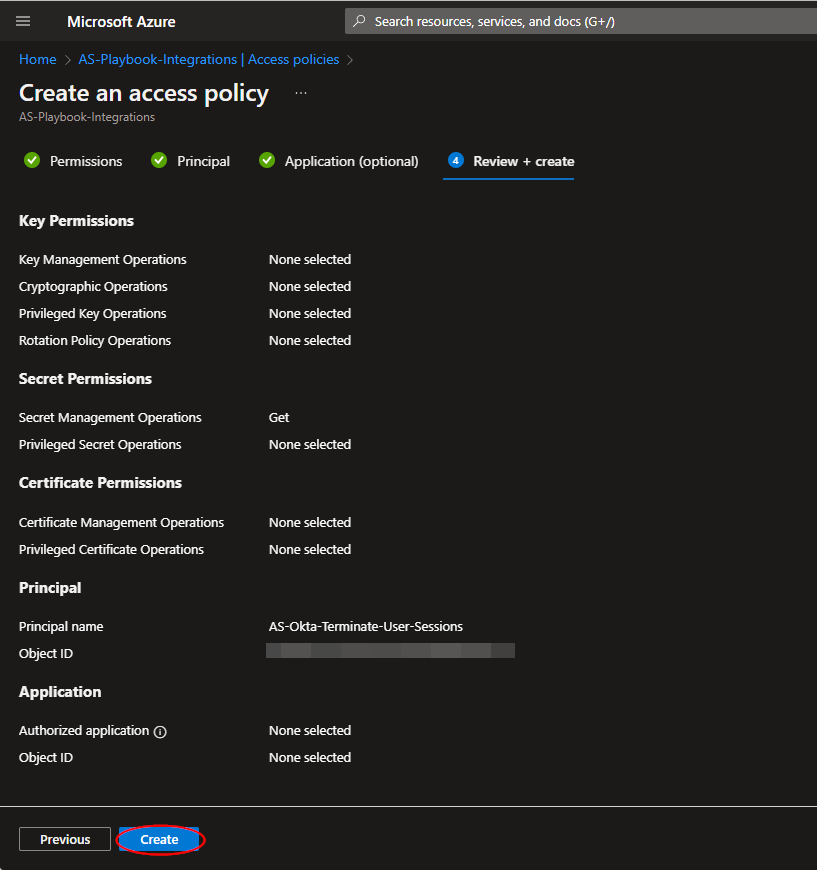 Microsoft Azure
Search resources, services, and docs (G+/)
Home > AS-Playbook-Integrations | Access policies >
Create an access policy ...
AS-Playbook-Integrations
Permissions Principal Application (optional) 4 Review + create
Key Permissions
Key Management Operations None selected
Cryptographic Operations None selected
Privileged Key Operations None selected
Rotation Policy Operations None selected
Secret Permissions
Secret Management Operations Get
Privileged Secret Operations None selected
Certificate Permissions
Certificate Management Operations None selected
Privileged Certificate Operations None selected
Principal
Principal name AS-Okta-Terminate-User-Sessions
Object ID
Application
Authorized application None selected
Object ID None selected
Previous Create